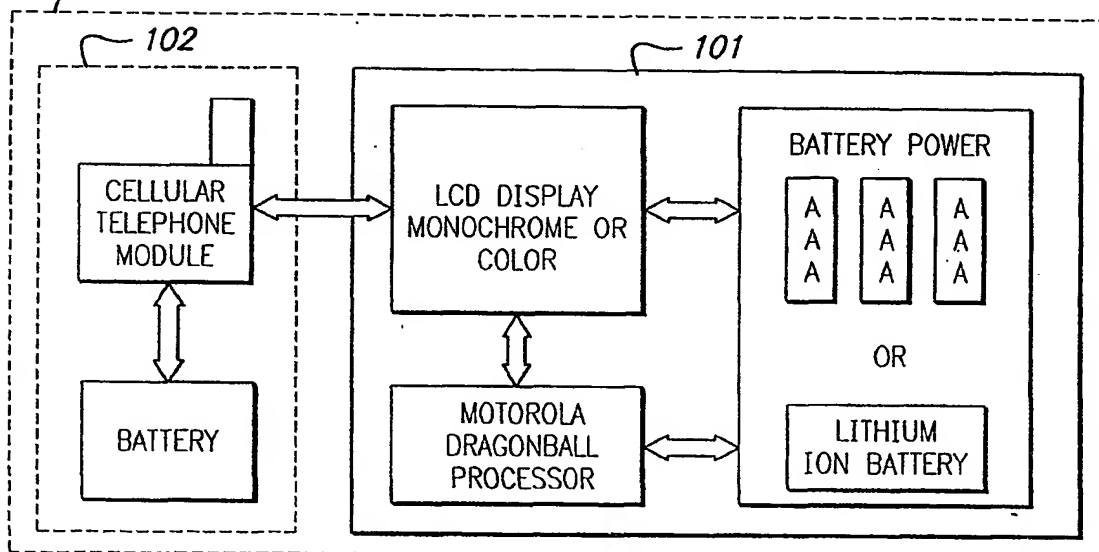 102
101
CELLULAR
TELEPHONE
MODULE
BATTERY
LCD DISPLAY
MONOCHROME OR
COLOR
MOTOROLA
DRAGONBALL
PROCESSOR
BATTERY POWER
A A A
A A A
A A A
OR
LITHIUM
ION BATTERY